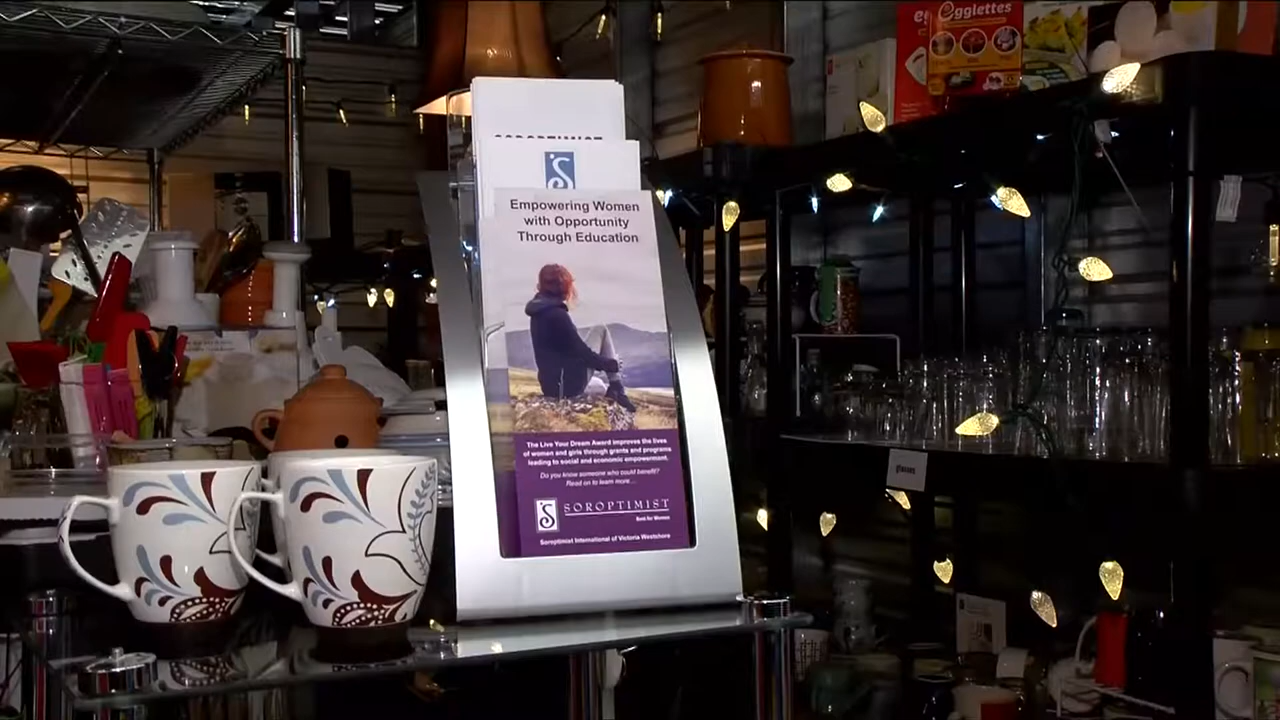 Egglettes
SOROPTIMIST
Empowering Women
with Opportunity
Through Education
The Live Your Dream Award improves the lives
of women and girls through grants and programs
leading to social and economic empowerment.
Do you know someone who could benefit?
Read on to learn more...
S
SOROPTIMIST
Best for Women
Soroptimist International of Victoria Westshore
glasses